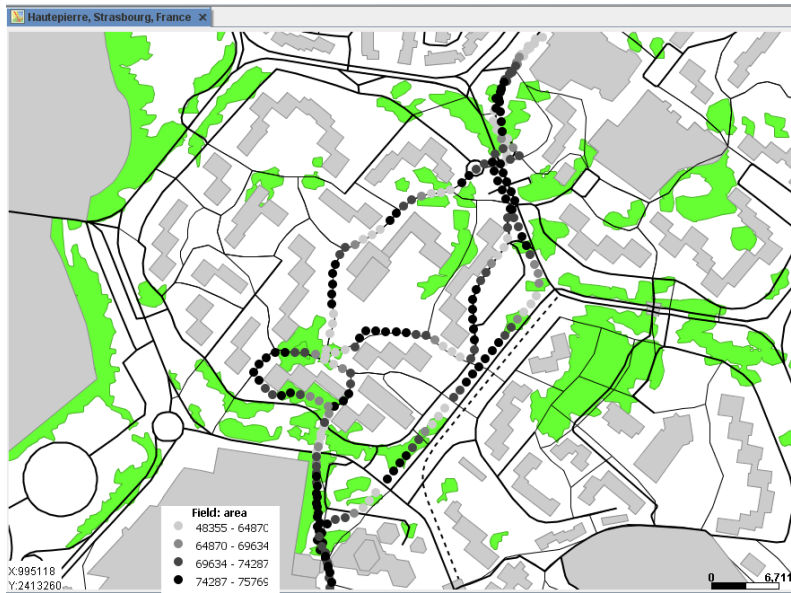 Hautepierre, Strasbourg, France ×
Field: area
48355 - 64870
64870 - 69634
69634 - 74287
74287 - 75769
X:995118
Y:2413260
0 6,711